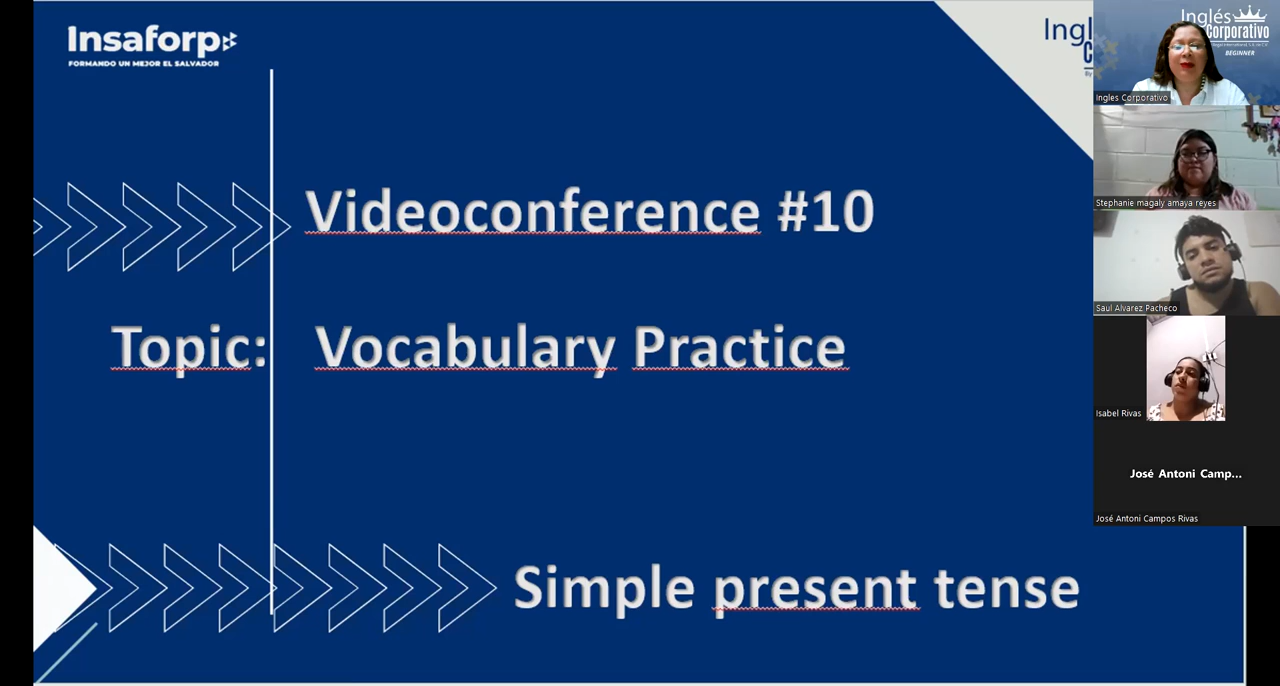 Insaforp
FORMANDO UN MEJOR EL SALVADOR
Videoconference #10
Topic: Vocabulary Practice
Simple present tense
Ingl
C
By
Inglés
Corporativo
BEGINNER
Ingles Corporativo
Stephanie magaly amaya reyes
Saul Alvarez Pacheco
Isabel Rivas
José Antoni Camp...
José Antoni Campos Rivas